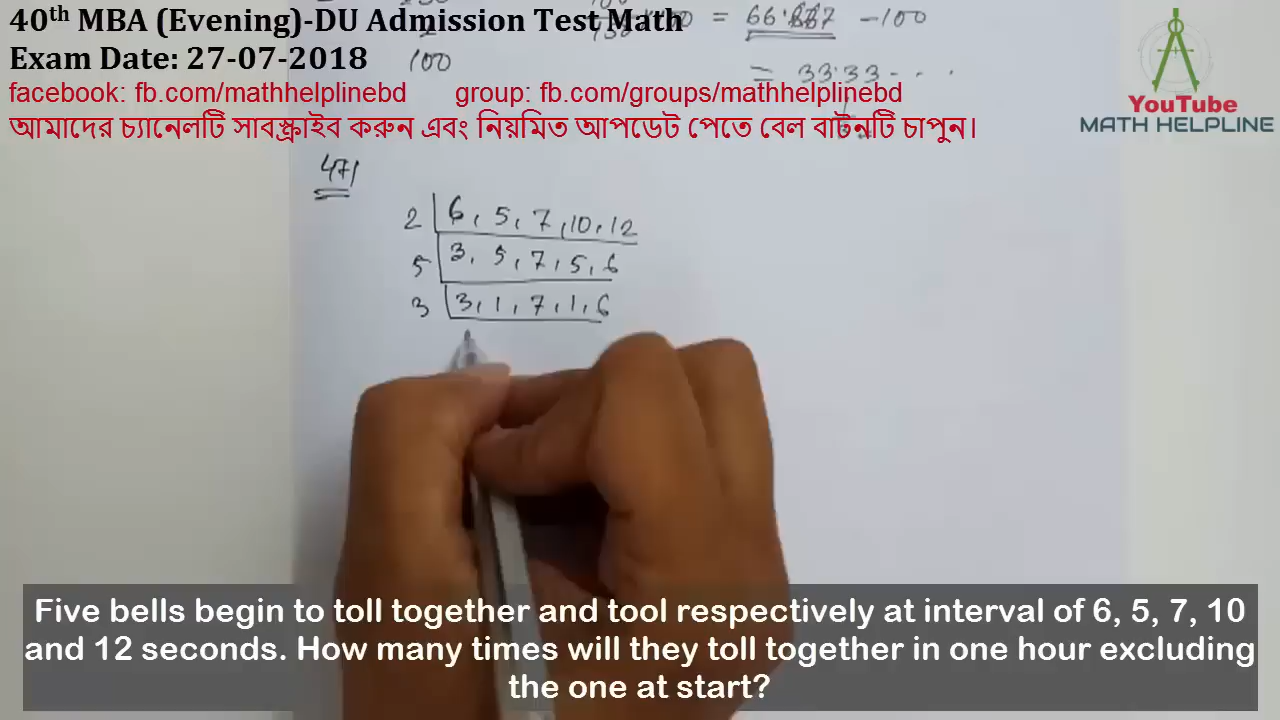 40th MBA (Evening)-DU Admission Test Math
Exam Date: 27-07-2018
facebook: fb.com/mathhelplinebd group: fb.com/groups/mathhelplinebd
আমাদের চ্যানেলটি সাবস্ক্রাইব করুন এবং নিয়মিত আপডেট পেতে বেল বাটনটি চাপুন।
YouTube
MATH HELPLINE
100
= -100
= 33.33 - . .
47|
2 | 6, 5, 7, 10, 12
5 | 3, 5, 7, 5, 6
3 | 3, 1, 7, 1, 6
Five bells begin to toll together and tool respectively at interval of 6, 5, 7, 10
and 12 seconds. How many times will they toll together in one hour excluding
the one at start?